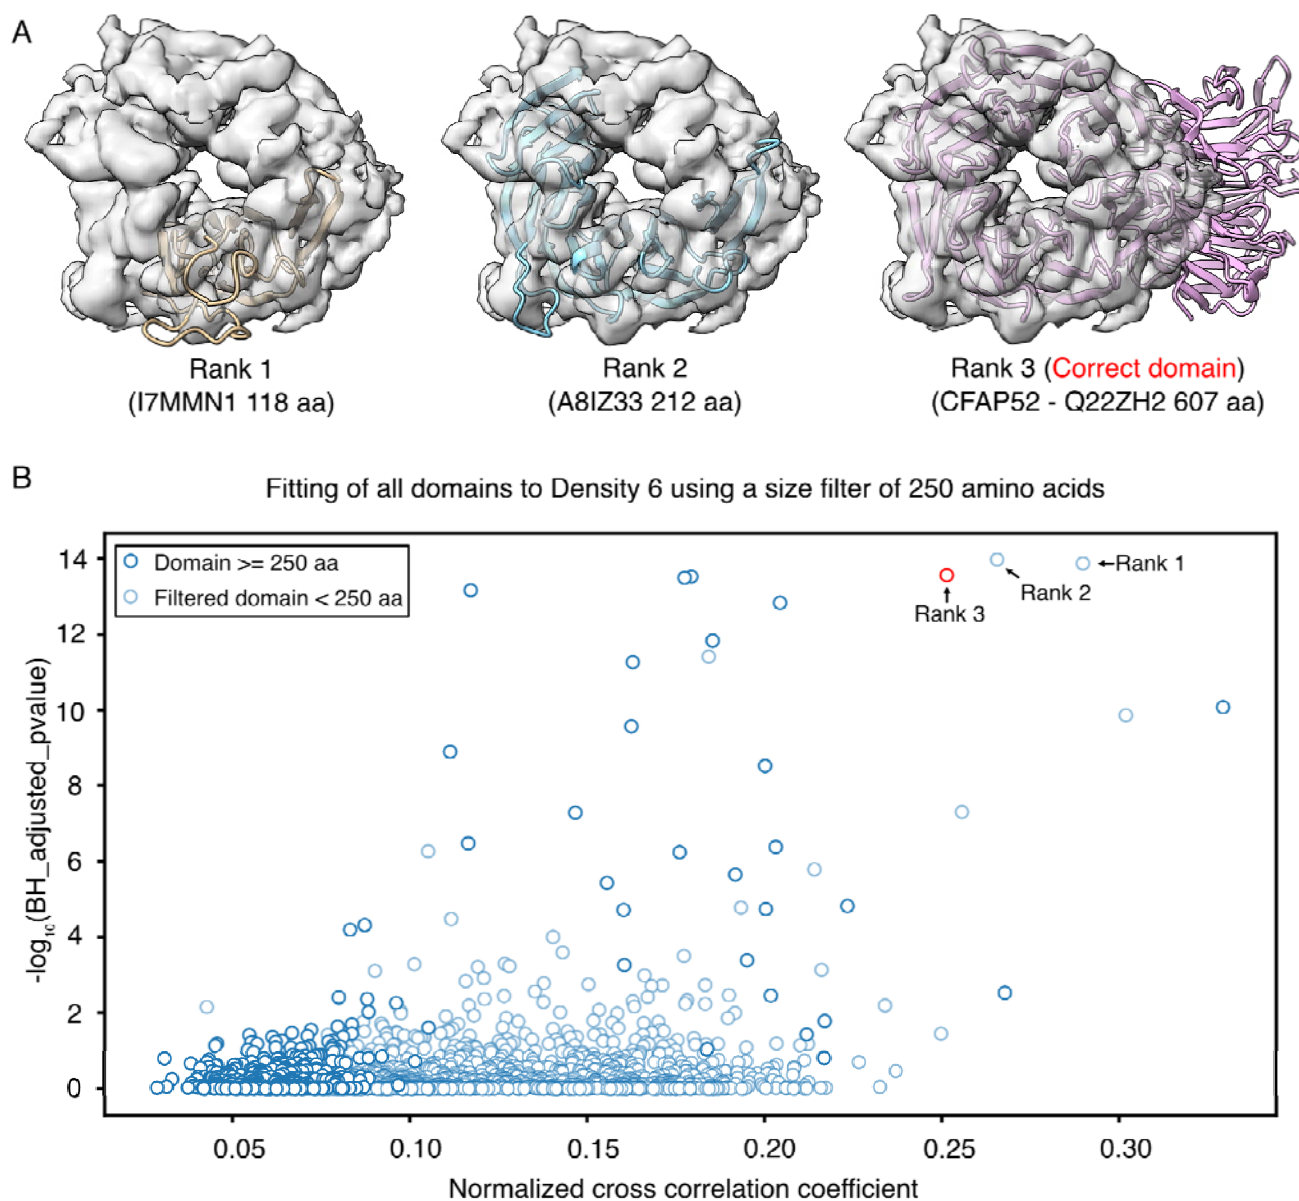 A
Rank 1
(I7MMN1 118 aa)
Rank 2
(A8IZ33 212 aa)
Rank 3 (Correct domain)
(CFAP52 - Q22ZH2 607 aa)
B
Fitting of all domains to Density 6 using a size filter of 250 amino acids
Domain >= 250 aa
Filtered domain < 250 aa
Rank 1
Rank 2
Rank 3
14
12
10
8
6
4
2
0
-log₁₀(BH_adjusted_pvalue)
0.05 0.10 0.15 0.20 0.25 0.30
Normalized cross correlation coefficient